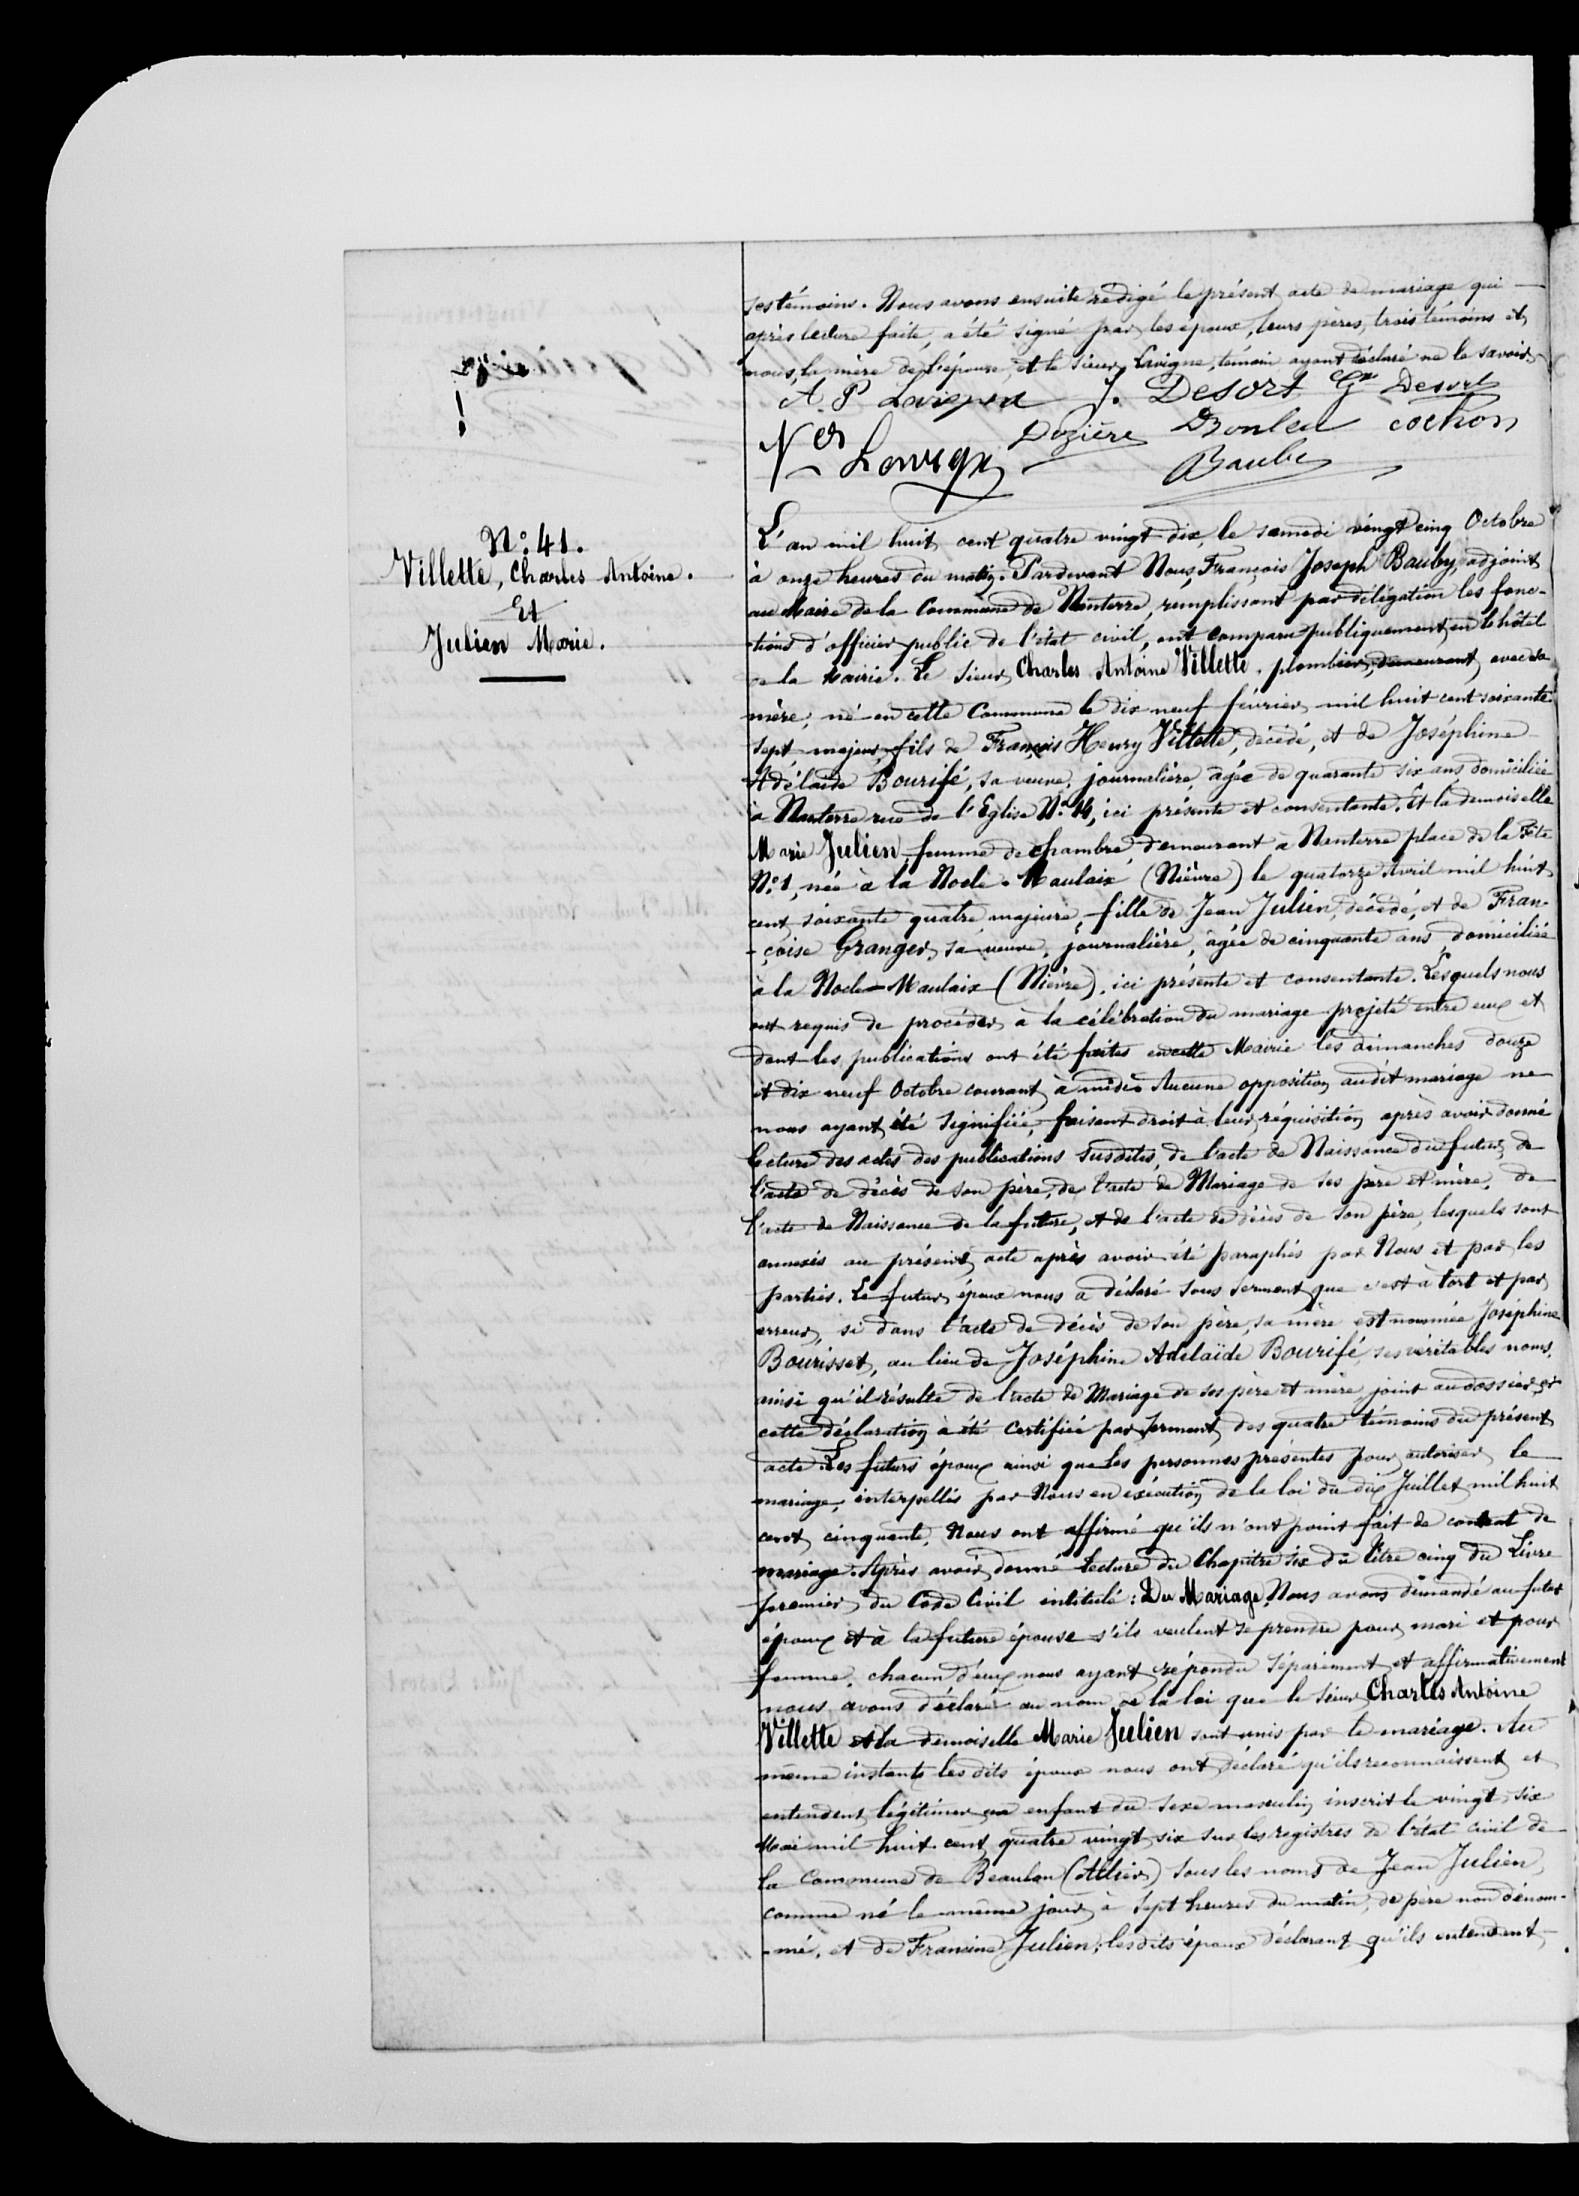 ses témoins. Nous avons ensuite rédigé le présent acte de mariage qui
après lecture faite, a été signé par les époux, leurs pères, trois témoins et
nous, la mère de l'épouse, et le sieur Lavigne, témoin ayant déclaré ne le savoir
J. Desort Desort
Dozière Boulen Cochon
Bauby
N° 41.
Villette, Charles Antoine.
Et
Julien Marie.
L'an mil huit cent quatre vingt dix, le samedi vingt cinq Octobre
à onze heures du matin. Pardevant Nous, François Joseph Bauby, adjoint
au Maire de la Commune de Nanterre, remplissant par délégation les fonc-
tions d'officier public de l'état civil, ont comparu publiquement en l'hôtel
de la Mairie. Le sieur Charles Antoine Villette, plombier, demeurant avec sa
mère, né en cette Commune le dix neuf février mil huit cent soixante
sept, majeur, fils de François Henry Villette, décédé, et de Joséphine
Adélaïde Bourifé, sa veuve, journalière, âgée de quarante six ans, domiciliée
à Nanterre rue de l'Eglise N° 14, ici présente et consentante. Et la demoiselle
Marie Julien, femme de chambre, demeurant à Nanterre place de la Fête
N° 1, née à la Nocle-Maulaix (Nièvre) le quatorze Avril mil huit
cent soixante quatre, majeure, fille de Jean Julien, décédé, et de Fran-
-çoise Granger, sa veuve, journalière, âgée de cinquante ans, domiciliée
à la Nocle-Maulaix (Nièvre), ici présente et consentante. Lesquels nous
ont requis de procéder à la célébration du mariage projeté entre eux et
dont les publications ont été faites en cette Mairie les dimanches douze
et dix neuf Octobre courant, à midi. Aucune opposition audit mariage ne
nous ayant été signifiée, faisant droit à leur réquisition, après avoir donné
lecture des actes des publications susdites, de l'acte de Naissance du futur, de
l'acte de décès de son père, de l'acte de Mariage de ses père et mère, de
l'acte de Naissance de la future, et de l'acte de décès de son père, lesquels sont
annexés au présent acte après avoir été paraphés par Nous et par les
parties. Le futur époux nous a déclaré sous serment que c'est à tort et par
erreur, si dans l'acte de décès de son père, sa mère est nommée Joséphine
Bourisset, au lieu de Joséphine Adelaïde Bourifé, ses véritables noms,
ainsi qu'il résulte de l'acte de Mariage de ses père et mère, joint au dossier, et
cette déclaration à été certifiée par serment des quatre témoins du présent
acte. Les futurs époux ainsi que les personnes présentes pour autoriser le
mariage, interpellés par Nous en exécution de la loi du dix Juillet mil huit
cent cinquante, Nous ont affirmé qu'ils n'ont point fait de contrat de
mariage. Après avoir donné lecture du Chapitre six du titre cinq du Livre
premier du Code Civil intitulé : Du Mariage, Nous avons demandé au futur
époux et à la future épouse s'ils veulent se prendre pour mari et pour
femme, chacun d'eux nous ayant répondu séparément et affirmativement
nous avons déclaré au nom de la loi que le sieur Charles Antoine
Villette et la demoiselle Marie Julien sont unis par le mariage. Au
même instant les dits époux nous ont déclaré qu'ils reconnaissent et
entendent légitimer un enfant du sexe masculin, inscrit le vingt six
Mai mil huit cent quatre vingt six sur les registres de l'état civil de
la Commune de Beaulon (Allier) sous les noms de Jean Julien,
comme né le même jour à sept heures du matin, de père non dénom-
-mé, et de Francine Julien; lesdits époux déclarant qu'ils entendent